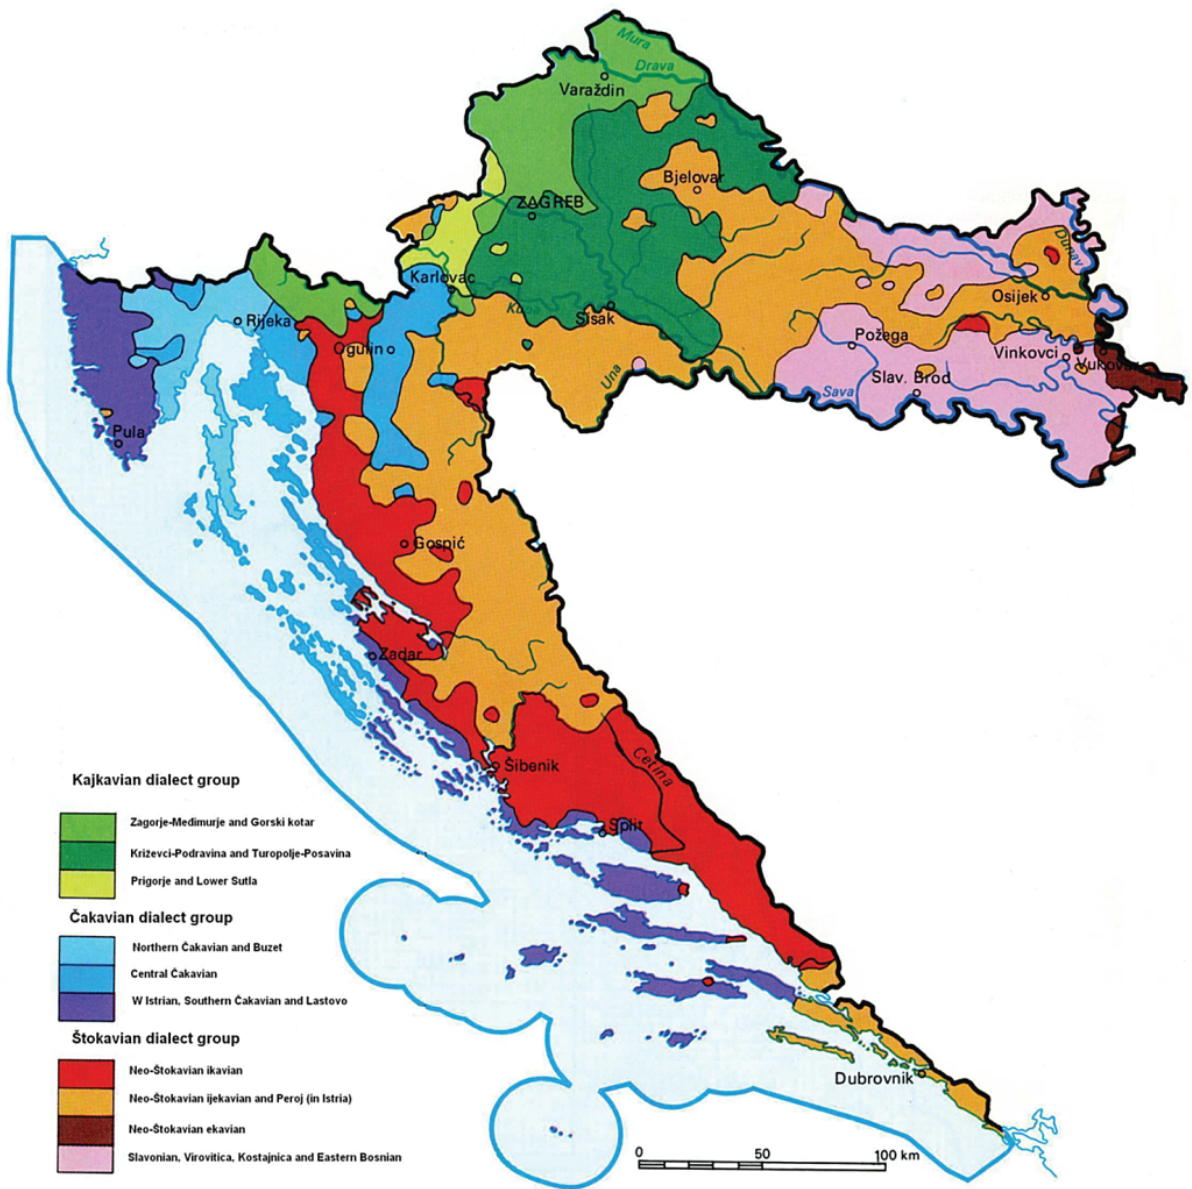 Mura
Drava
Varaždin
Bjelovar
ZAGREB
Karlovac
Kupa
Sisak
Rijeka
Ogulin
Pula
Una
Dunav
Osijek
Požega
Vinkovci
Vukovar
Slav. Brod
Sava
Gospić
Zadar
Šibenik
Cetina
Split
Dubrovnik
Kajkavian dialect group
Zagorje-Međimurje and Gorski kotar
Križevci-Podravina and Turopolje-Posavina
Prigorje and Lower Sutla
Čakavian dialect group
Northern Čakavian and Buzet
Central Čakavian
W Istrian, Southern Čakavian and Lastovo
Štokavian dialect group
Neo-Štokavian ikavian
Neo-Štokavian ijekavian and Peroj (in Istria)
Neo-Štokavian ekavian
Slavonian, Virovitica, Kostajnica and Eastern Bosnian
0 50 100 km